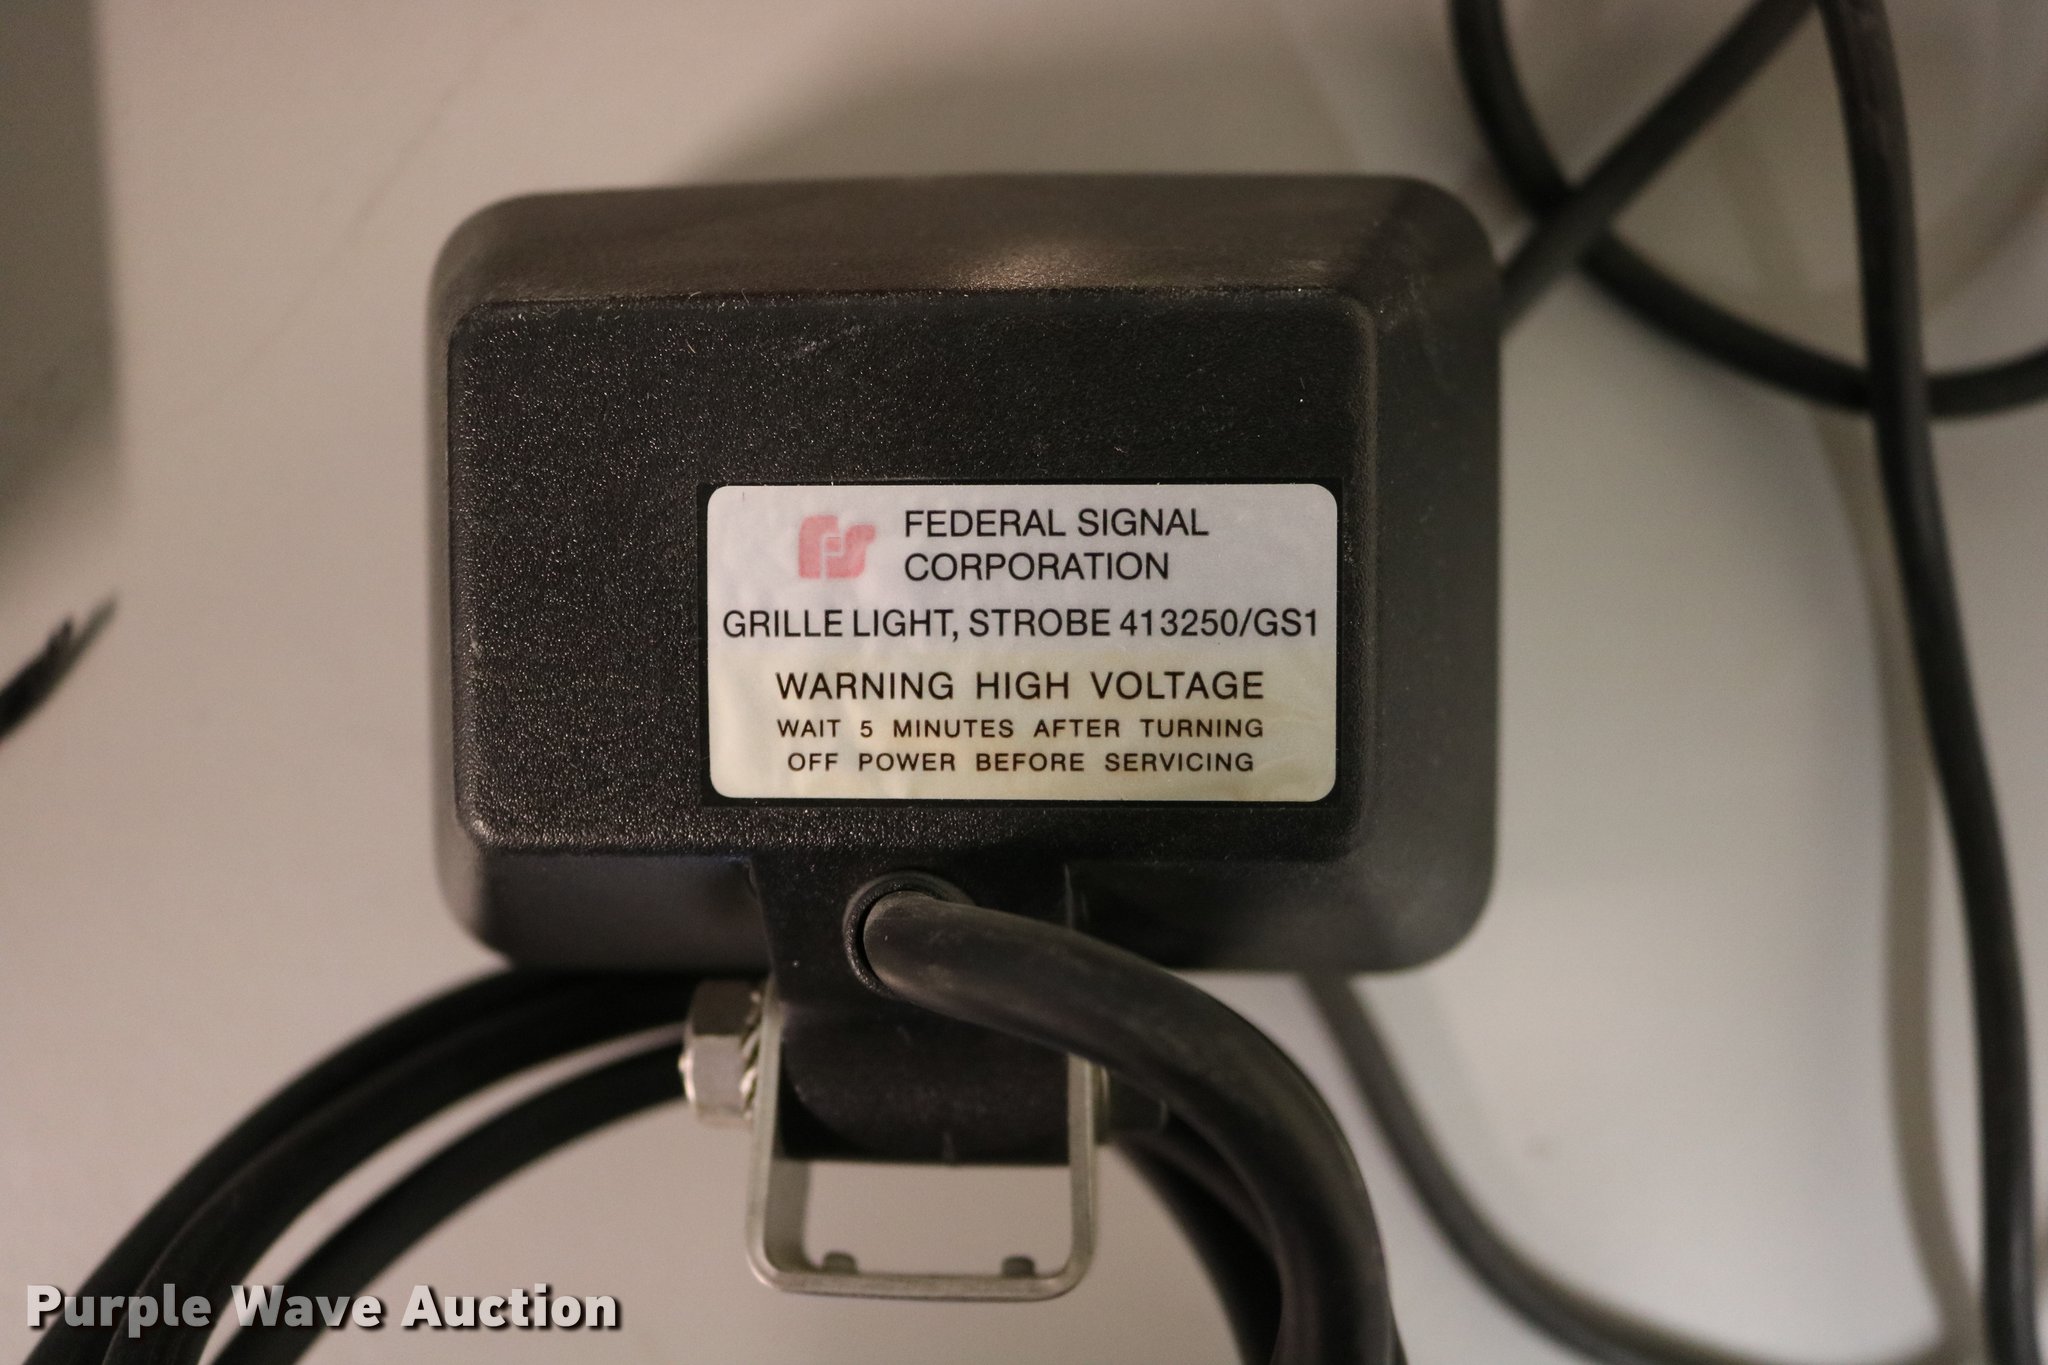 FS FEDERAL SIGNAL
CORPORATION
GRILLE LIGHT, STROBE 413250/GS1
WARNING HIGH VOLTAGE
WAIT 5 MINUTES AFTER TURNING
OFF POWER BEFORE SERVICING
Purple Wave Auction